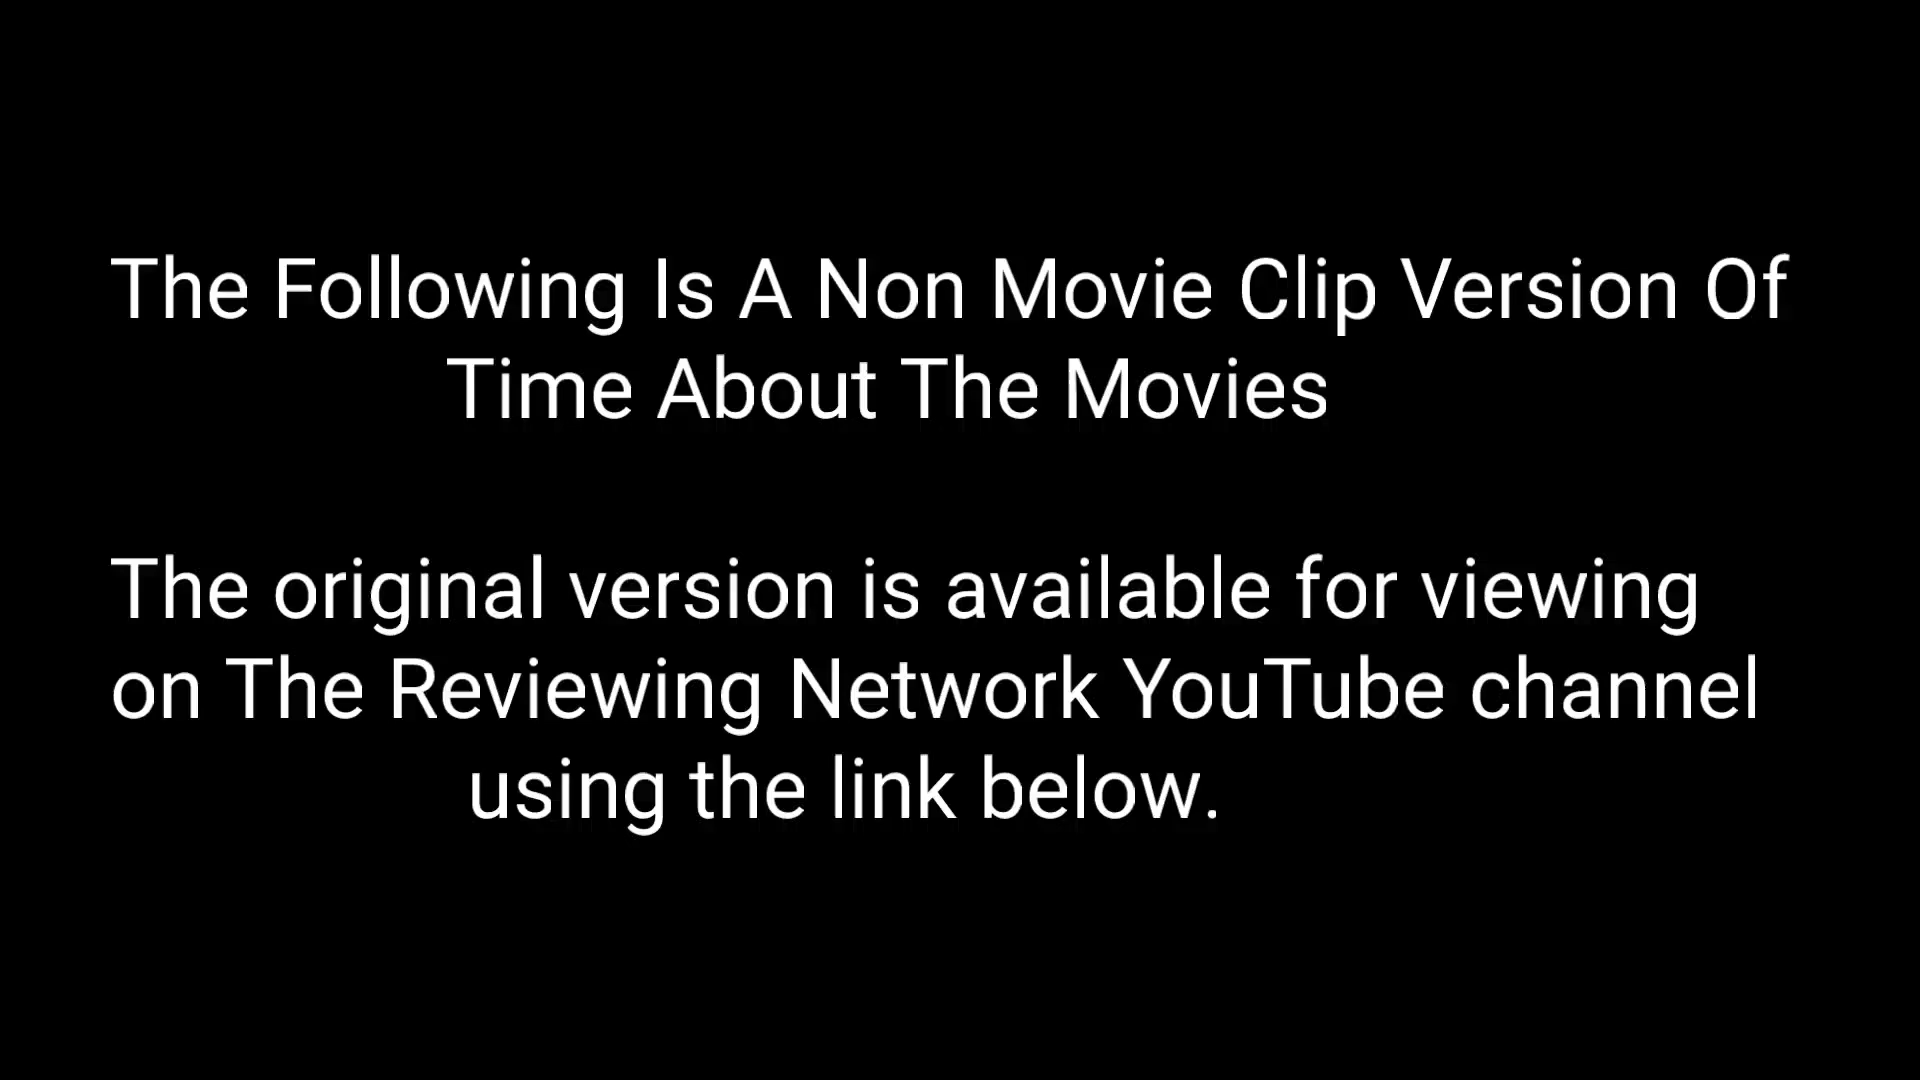 The Following Is A Non Movie Clip Version Of
Time About The Movies
The original version is available for viewing
on The Reviewing Network YouTube channel
using the link below.